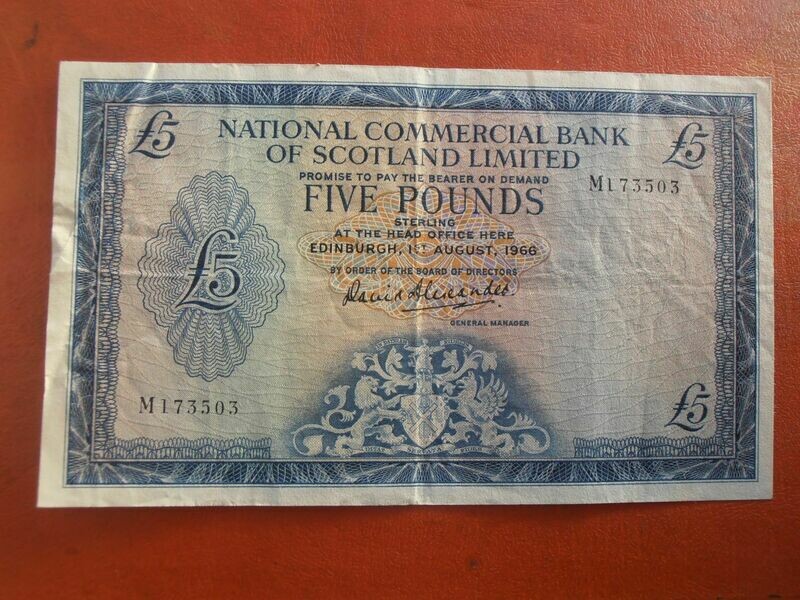 £5
NATIONAL COMMERCIAL BANK
OF SCOTLAND LIMITED
£5
PROMISE TO PAY THE BEARER ON DEMAND
M173503
FIVE POUNDS
STERLING
AT THE HEAD OFFICE HERE
EDINBURGH, 1ST AUGUST, 1966
BY ORDER OF THE BOARD OF DIRECTORS
David Alexander
GENERAL MANAGER
£5
M173503
£5